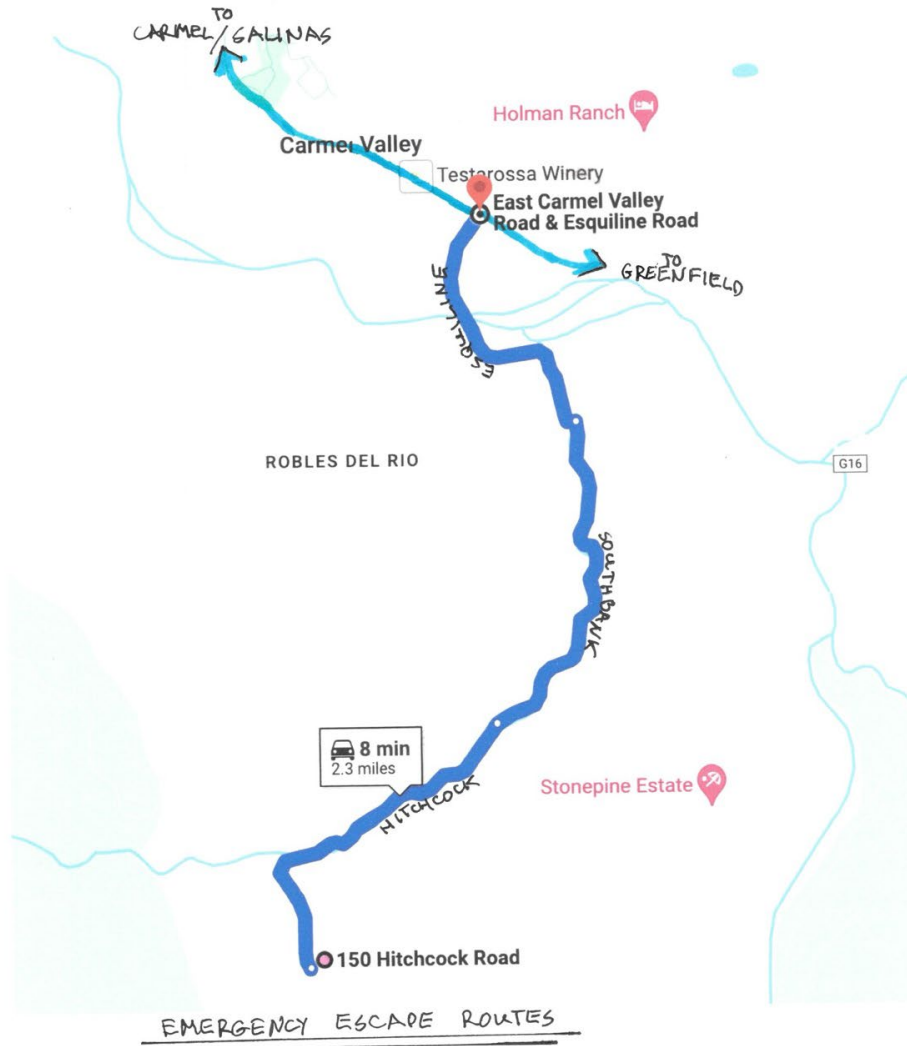 TO
CARMEL/SALINAS
Holman Ranch
Carmel Valley
Testarossa Winery
East Carmel Valley
Road & Esquiline Road
TO
GREENFIELD
ESQUILINE
ROBLES DEL RIO
G16
SOUTHBANK
8 min
2.3 miles
Stonepine Estate
HITCHCOCK
150 Hitchcock Road
EMERGENCY ESCAPE ROUTES